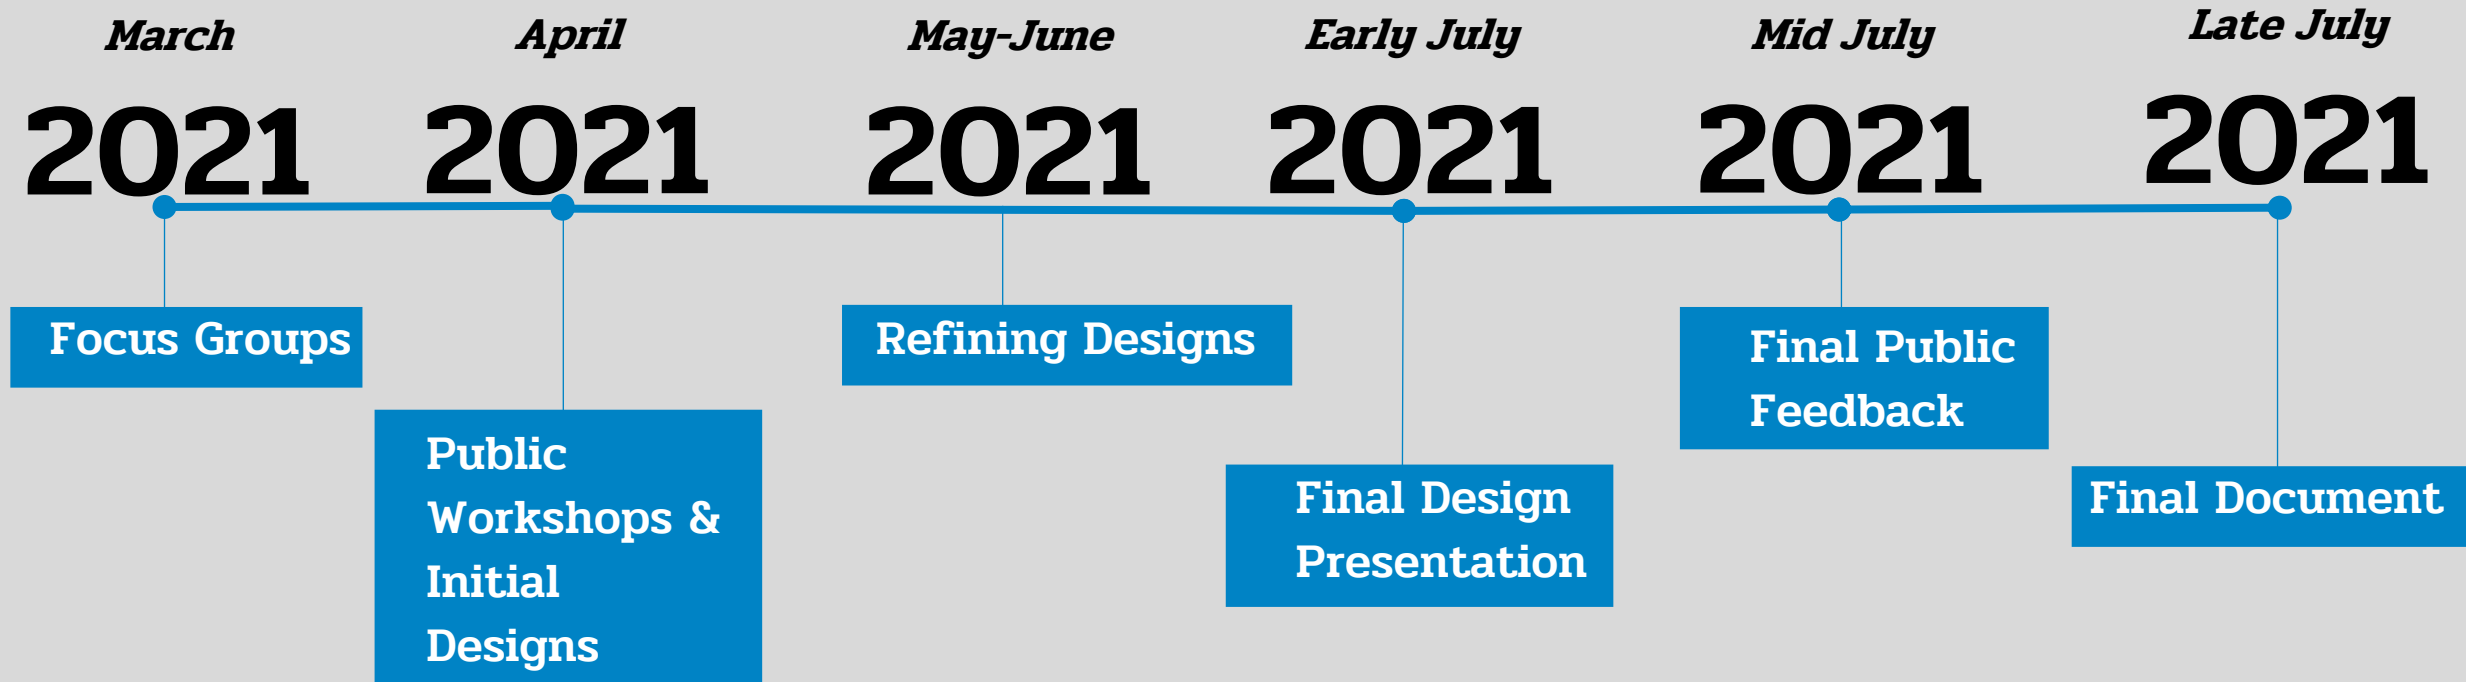 March
2021
Focus Groups
April
2021
Public
Workshops &
Initial
Designs
May-June
2021
Refining Designs
Early July
2021
Final Design
Presentation
Mid July
2021
Final Public
Feedback
Late July
2021
Final Document